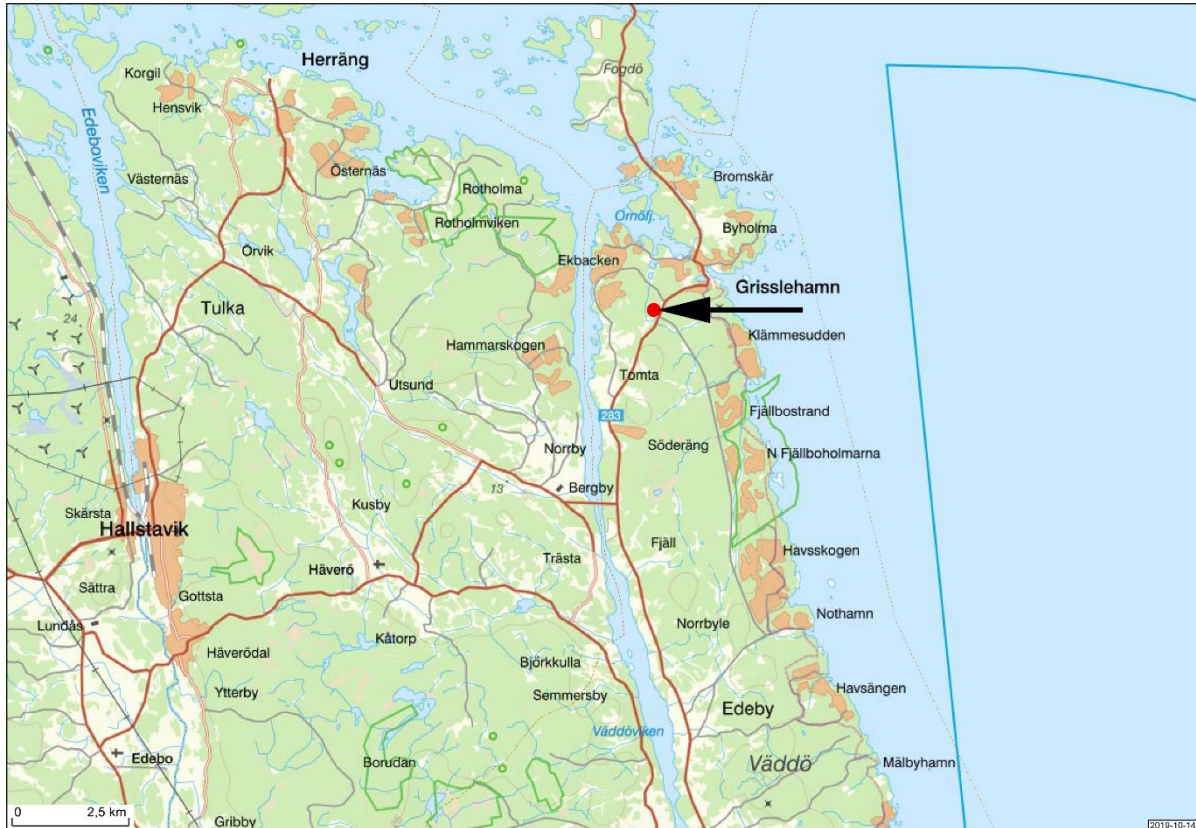 Herräng
Fogdö
Korgil
Hensvik
Edeboviken
Västernäs
Östernäs
Rotholma
Bromskär
Rotholmviken
Ornöfj.
Byholma
Örvik
Ekbacken
Grisslehamn
Tulka
24
Klämmesudden
Hammarskogen
Tomta
Utsund
283
Fjällbostrand
Söderäng
Norrby
N Fjällboholmarna
Bergby
13
Kusby
Skärsta
Hallstavik
Fjäll
Havsskogen
Trästa
Häverö
Sättra
Gottsta
Nothamn
Lundås
Norrbyle
Kåtorp
Häverödal
Björkkulla
Ytterby
Semmersby
Havsängen
Edeby
Väddöviken
Edebo
Borudan
Väddö
Mälbyhamn
0 2,5 km
Gribby
2019-10-14